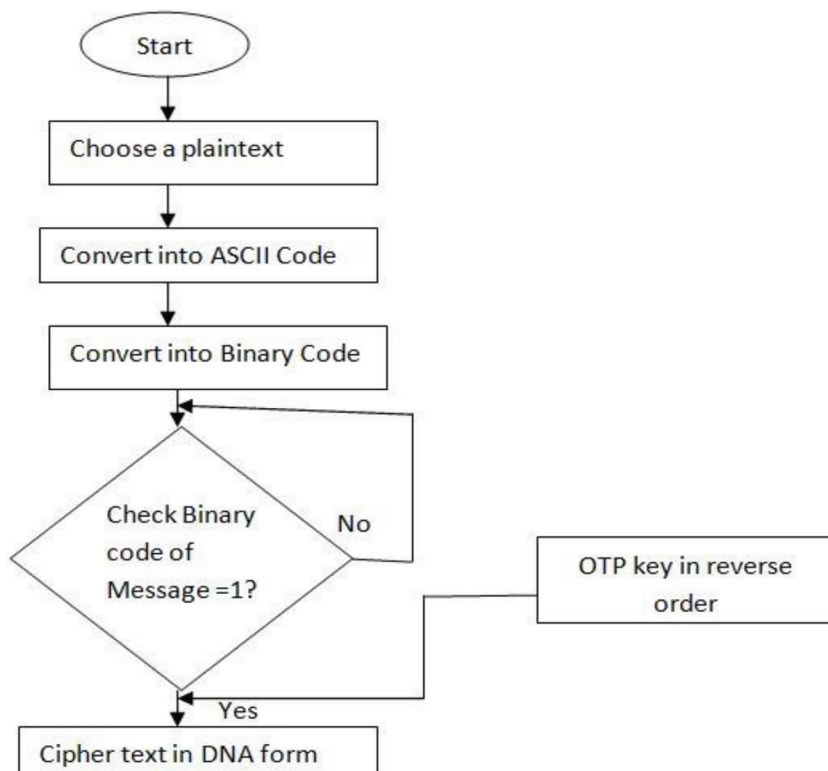 Start
Choose a plaintext
Convert into ASCII Code
Convert into Binary Code
Check Binary
code of
Message =1?
No
OTP key in reverse
order
Yes
Cipher text in DNA form